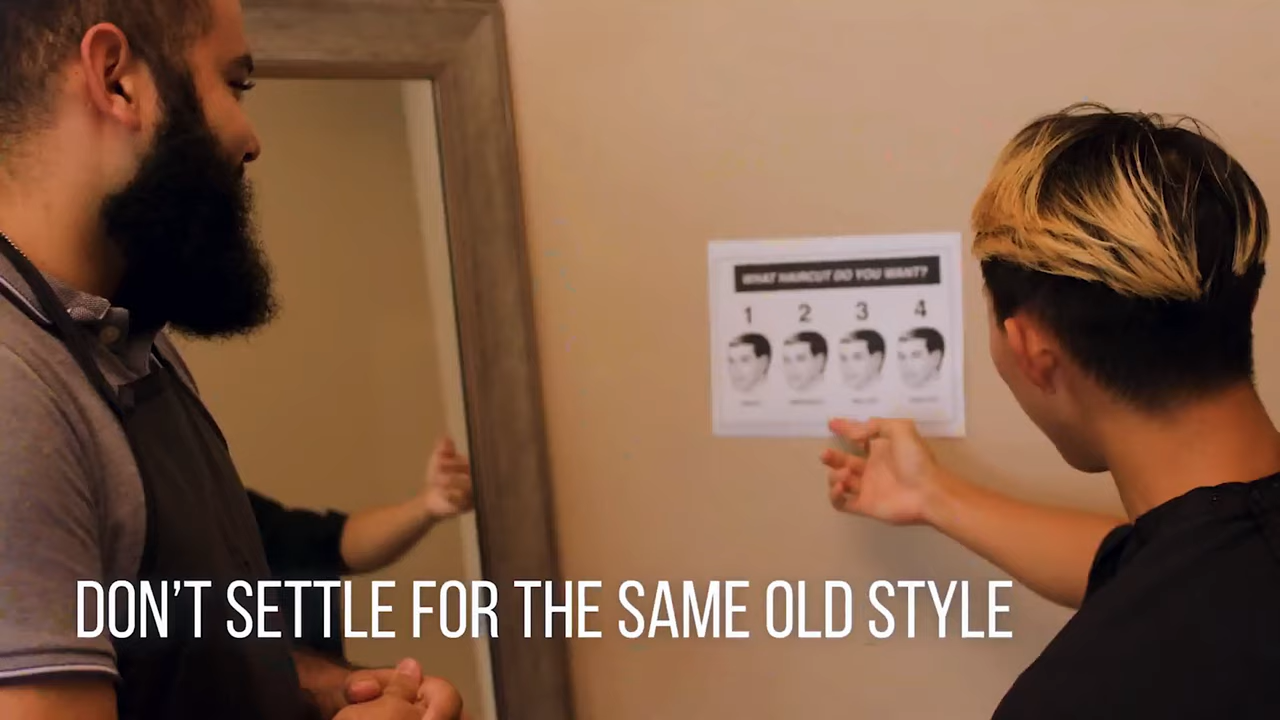 WHAT HAIRCUT DO YOU WANT?
1 2 3 4
DON'T SETTLE FOR THE SAME OLD STYLE